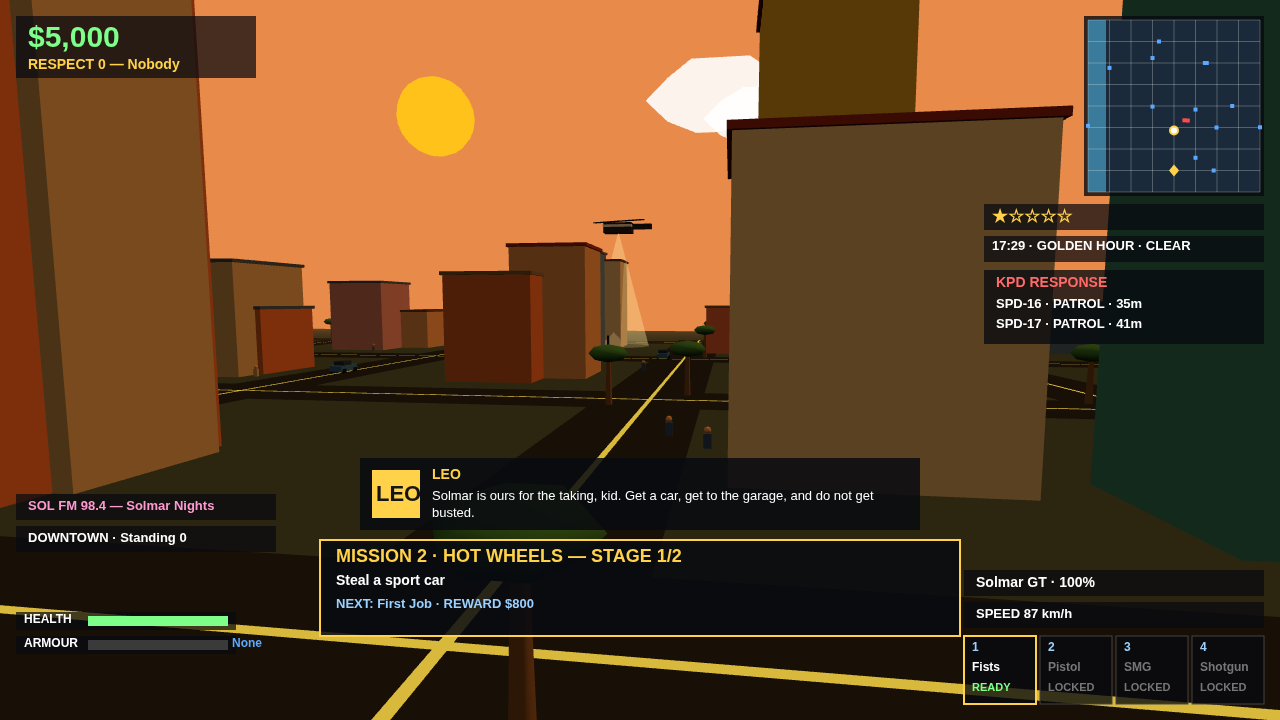 $5,000
RESPECT 0 — Nobody
★☆☆☆☆
17:29 · GOLDEN HOUR · CLEAR
KPD RESPONSE
SPD-16 · PATROL · 35m
SPD-17 · PATROL · 41m
LEO
LEO
Solmar is ours for the taking, kid. Get a car, get to the garage, and do not get
busted.
SOL FM 98.4 — Solmar Nights
DOWNTOWN · Standing 0
MISSION 2 · HOT WHEELS — STAGE 1/2
Steal a sport car
NEXT: First Job · REWARD $800
HEALTH
ARMOUR None
Solmar GT · 100%
SPEED 87 km/h
1 2 3 4
Fists Pistol SMG Shotgun
READY LOCKED LOCKED LOCKED